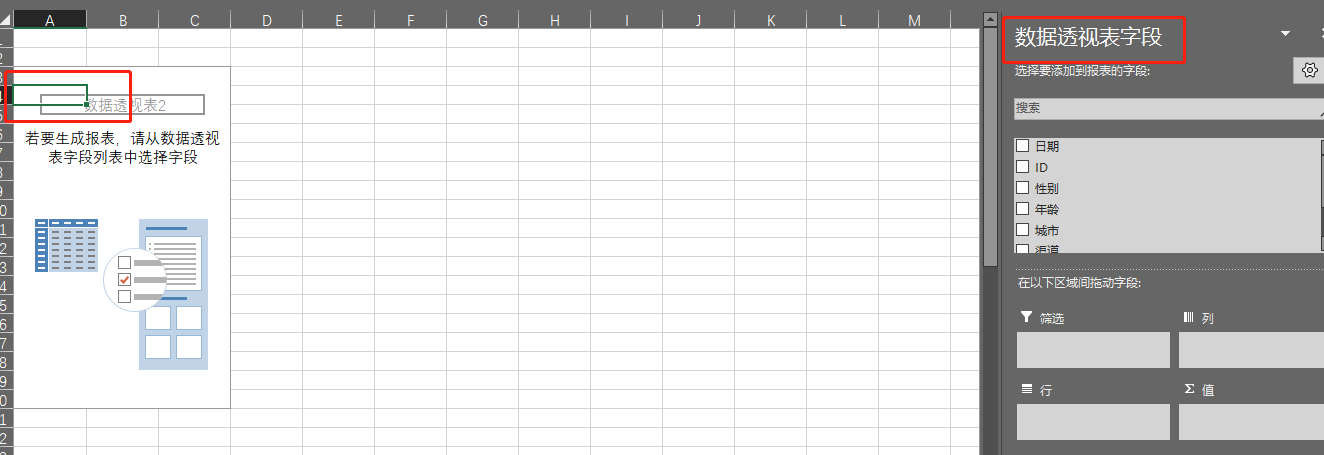 A B C D E F G H I J K L M
数据透视表字段
选择要添加到报表的字段:
搜索
日期
ID
性别
年龄
城市
渠道
数据透视表2
若要生成报表，请从数据透视
表字段列表中选择字段
在以下区域间拖动字段:
筛选
列
行
Σ 值